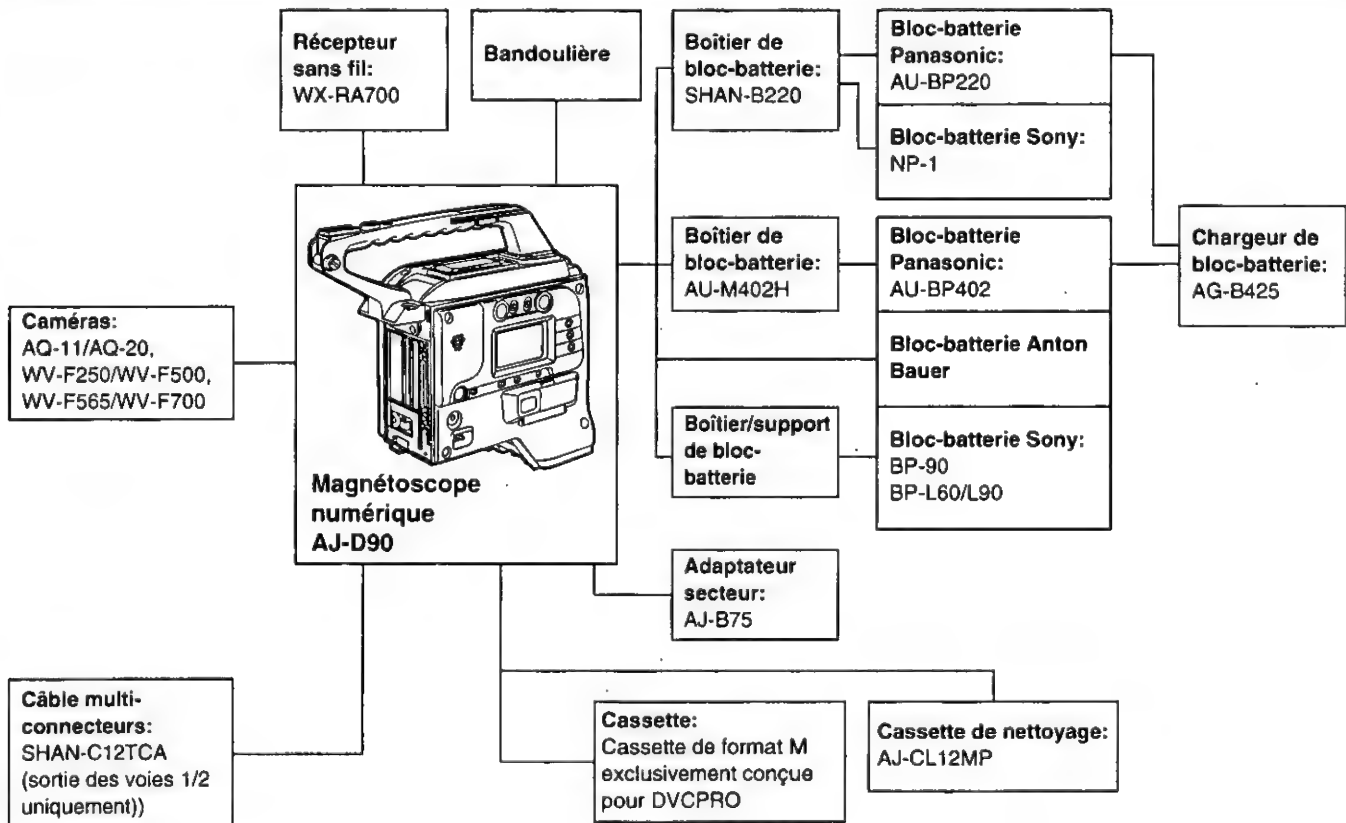 Récepteur
sans fil:
WX-RA700
Bandoulière
Boîtier de
bloc-batterie:
SHAN-B220
Bloc-batterie
Panasonic:
AU-BP220
Bloc-batterie Sony:
NP-1
Boîtier de
bloc-batterie:
AU-M402H
Bloc-batterie
Panasonic:
AU-BP402
Chargeur de
bloc-batterie:
AG-B425
Caméras:
AQ-11/AQ-20,
WV-F250/WV-F500,
WV-F565/WV-F700
Bloc-batterie Anton
Bauer
Boîtier/support
de bloc-
batterie
Bloc-batterie Sony:
BP-90
BP-L60/L90
Magnétoscope
numérique
AJ-D90
Adaptateur
secteur:
AJ-B75
Câble multi-
connecteurs:
SHAN-C12TCA
(sortie des voies 1/2
uniquement))
Cassette:
Cassette de format M
exclusivement conçue
pour DVCPRO
Cassette de nettoyage:
AJ-CL12MP